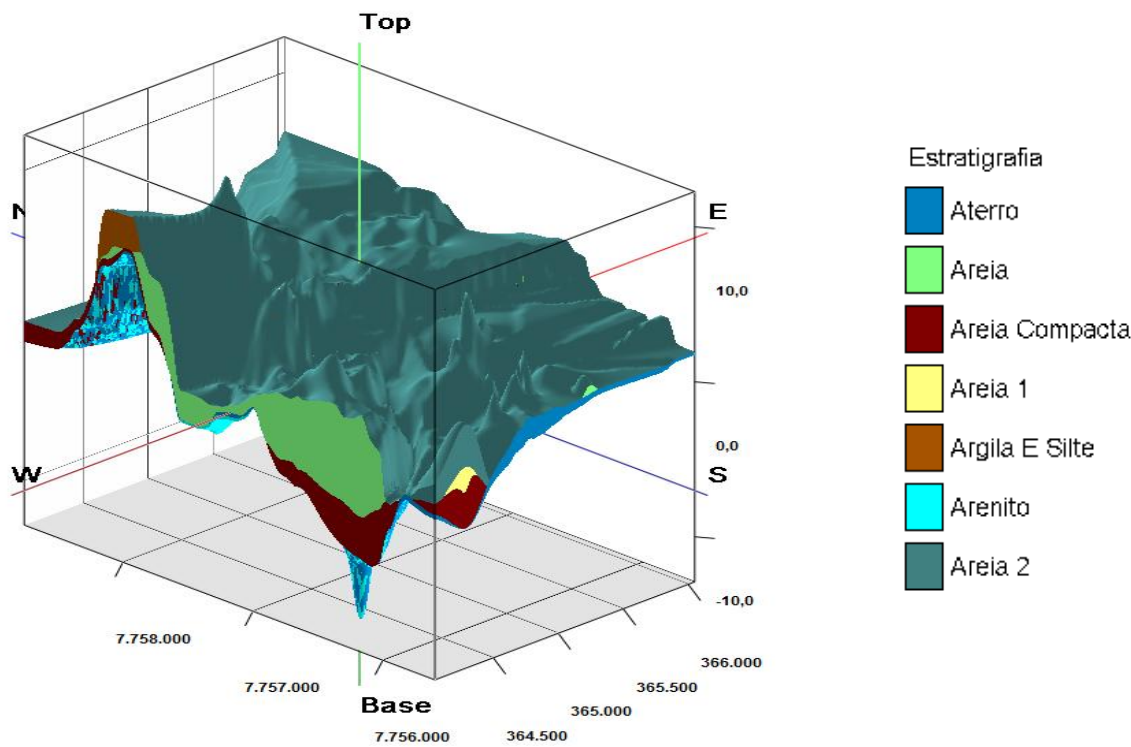 Top
N
E
10,0
W
0,0
S
-10,0
7.758.000
7.757.000
7.756.000
366.000
365.500
365.000
364.500
Base
Estratigrafia
Aterro
Areia
Areia Compacta
Areia 1
Argila E Silte
Arenito
Areia 2